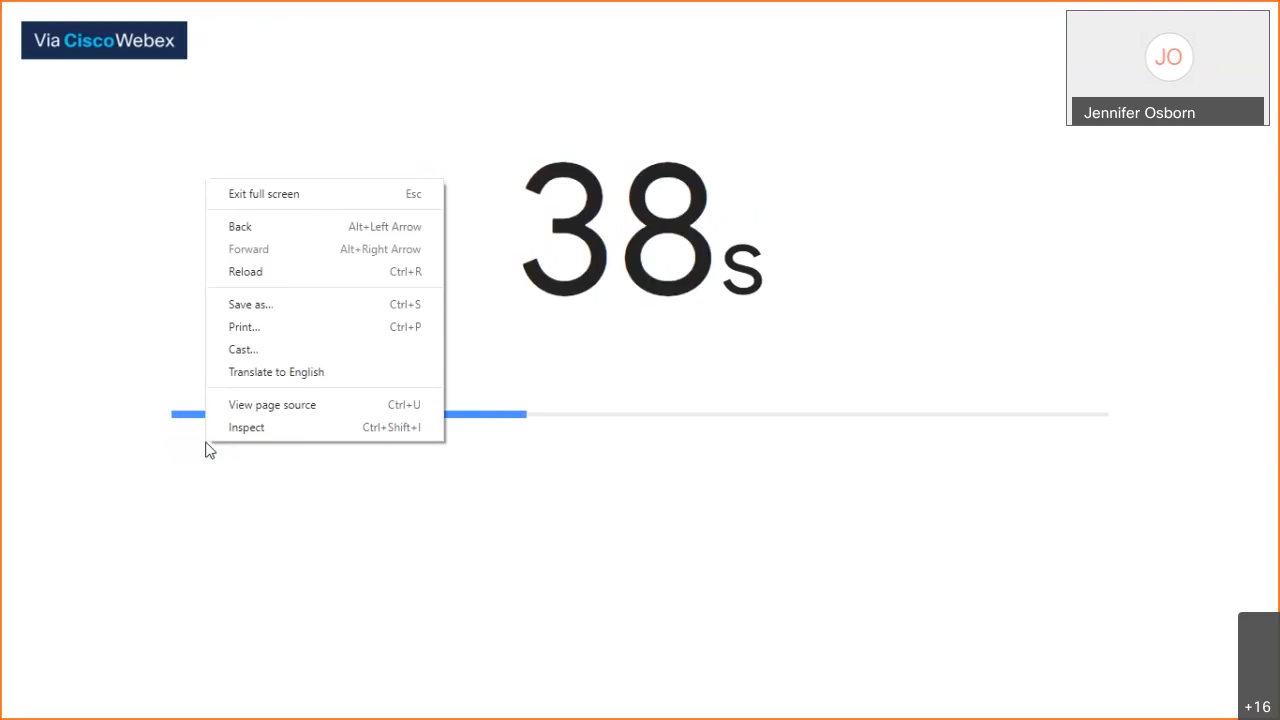 Via CiscoWebex
JO
Jennifer Osborn
38s
Exit full screen Esc
Back Alt+Left Arrow
Forward Alt+Right Arrow
Reload Ctrl+R
Save as... Ctrl+S
Print... Ctrl+P
Cast...
Translate to English
View page source Ctrl+U
Inspect Ctrl+Shift+I
+16